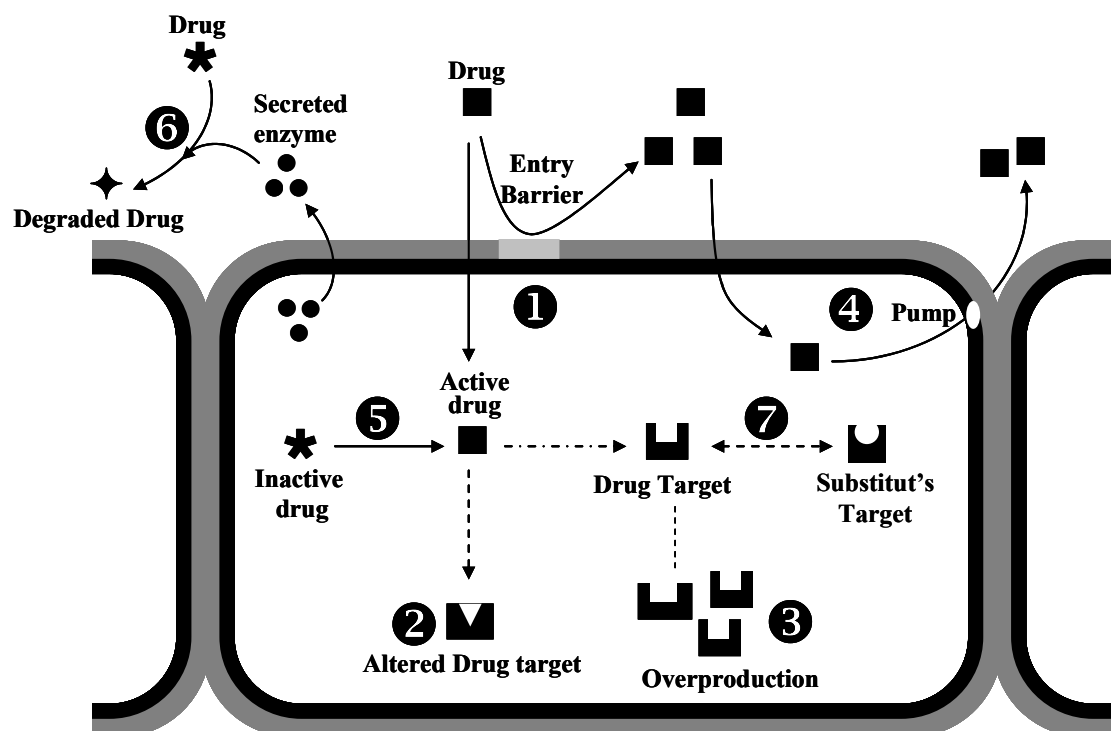 Drug
Drug
Secreted
enzyme
6
Entry
Barrier
Degraded Drug
1
4
Pump
Active
drug
5
7
Inactive
drug
Drug Target
Substitut's
Target
2
3
Altered Drug target
Overproduction